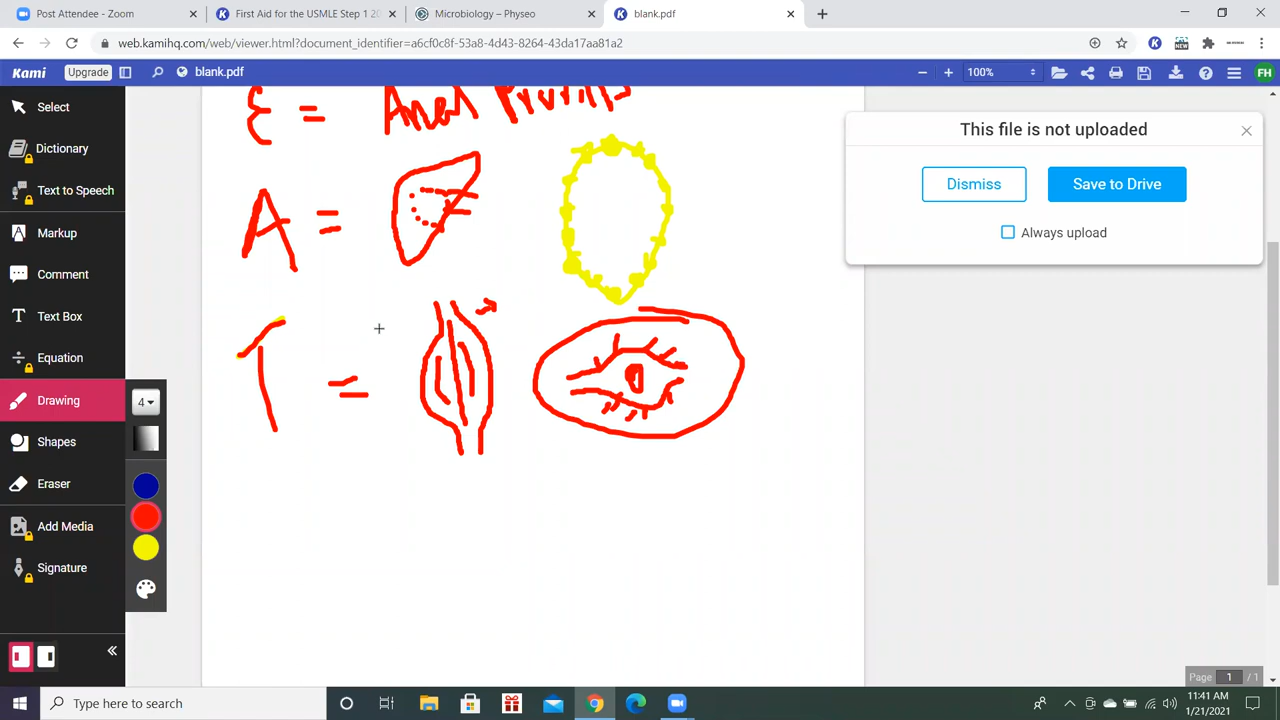 Post Attendee - Zoom
First Aid for the USMLE Step 1 20
Microbiology – Physeo
blank.pdf
web.kamihq.com/web/viewer.html?document_identifier=a6cf0c8f-53a8-4d43-8264-43da17aa81a2
NEW
Kami
Upgrade
blank.pdf
100%
FH
Select
Dictionary
Text to Speech
Markup
Comment
Text Box
Equation
Drawing
Shapes
Eraser
Add Media
Signature
4
This file is not uploaded
Dismiss
Save to Drive
Always upload
E = Anal Pruritis
A =
T =
Page 1 / 1
Type here to search
11:41 AM
1/21/2021